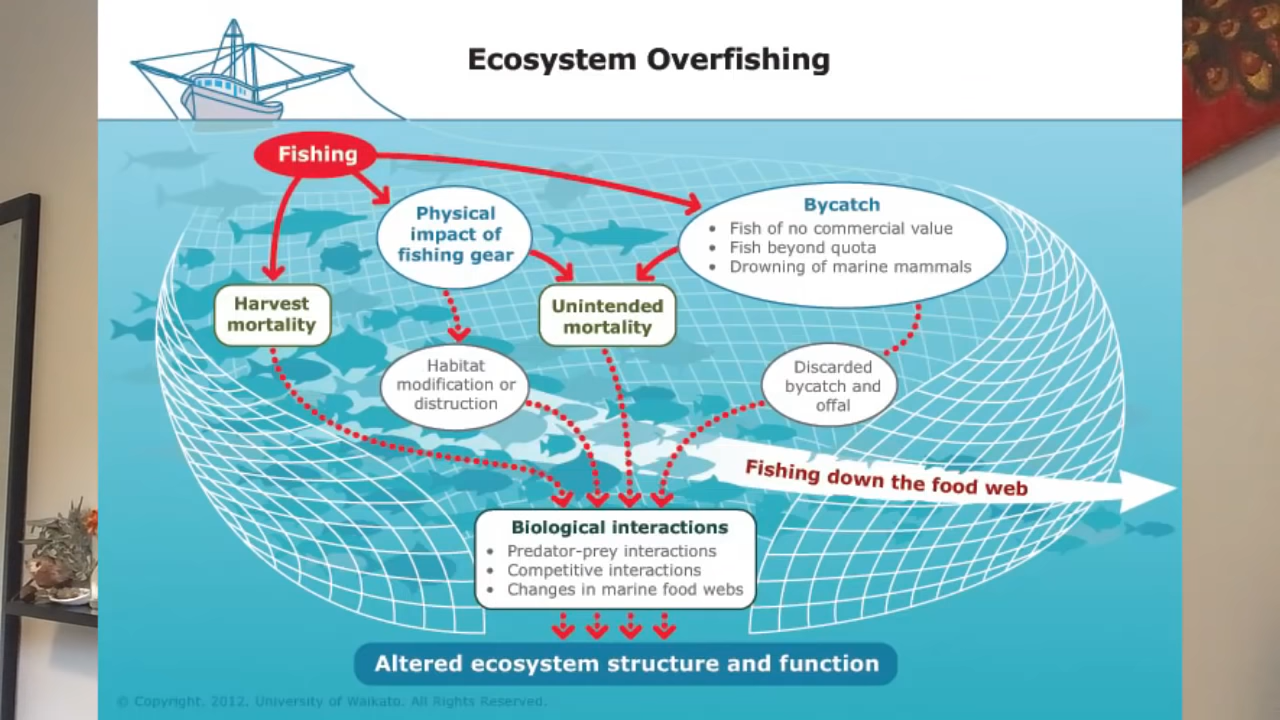 Ecosystem Overfishing
Fishing
Physical
impact of
fishing gear
Bycatch
• Fish of no commercial value
• Fish beyond quota
• Drowning of marine mammals
Harvest
mortality
Unintended
mortality
Habitat
modification or
distruction
Discarded
bycatch and
offal
Fishing down the food web
Biological interactions
• Predator-prey interactions
• Competitive interactions
• Changes in marine food webs
Altered ecosystem structure and function
© Copyright. 2012. University of Waikato. All Rights Reserved.